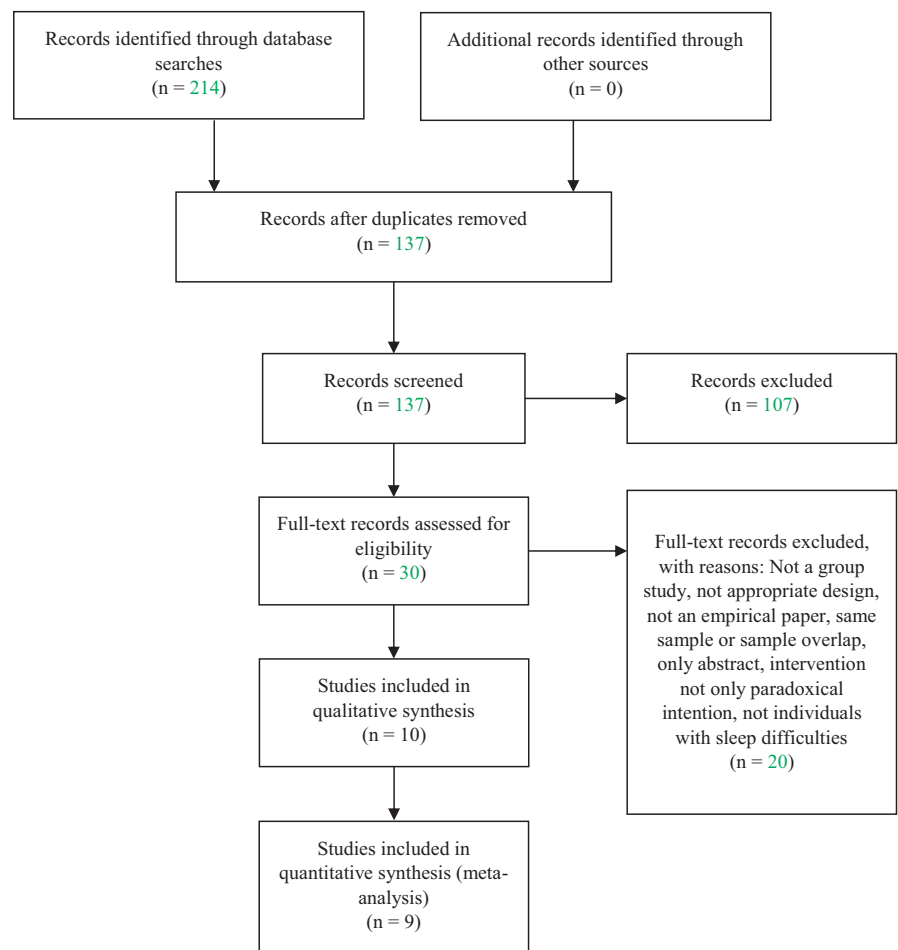 Records identified through database
searches
(n = 214)
Additional records identified through
other sources
(n = 0)
Records after duplicates removed
(n = 137)
Records screened
(n = 137)
Records excluded
(n = 107)
Full-text records assessed for
eligibility
(n = 30)
Full-text records excluded,
with reasons: Not a group
study, not appropriate design,
not an empirical paper, same
sample or sample overlap,
only abstract, intervention
not only paradoxical
intention, not individuals
with sleep difficulties
(n = 20)
Studies included in
qualitative synthesis
(n = 10)
Studies included in
quantitative synthesis (meta-
analysis)
(n = 9)